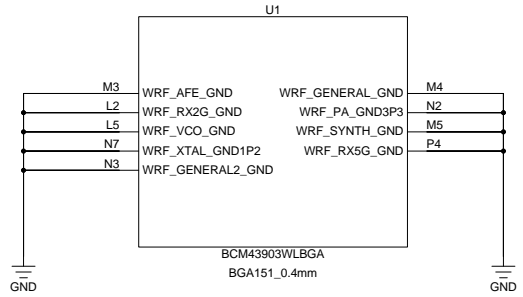 U1
M3 WRF_AFE_GND WRF_GENERAL_GND M4
L2 WRF_RX2G_GND WRF_PA_GND3P3 N2
L5 WRF_VCO_GND WRF_SYNTH_GND M5
N7 WRF_XTAL_GND1P2 WRF_RX5G_GND P4
N3 WRF_GENERAL2_GND
BCM43903WLBGA
BGA151_0.4mm
GND GND